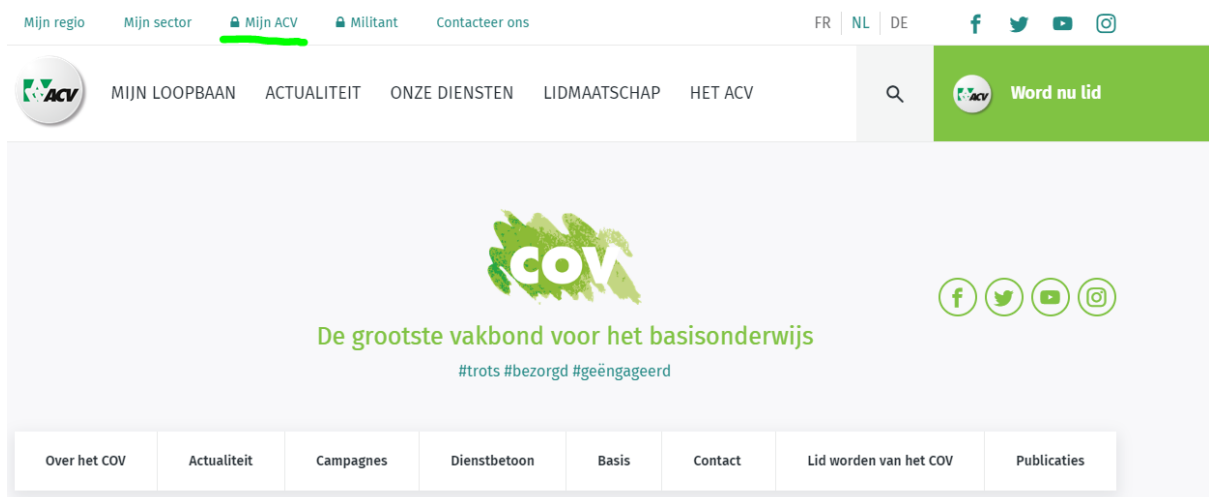 Mijn regio Mijn sector Mijn ACV Militant Contacteer ons FR NL DE
ACV MIJN LOOPBAAN ACTUALITEIT ONZE DIENSTEN LIDMAATSCHAP HET ACV ACV Word nu lid
COV
De grootste vakbond voor het basisonderwijs
#trots #bezorgd #geëngageerd
Over het COV Actualiteit Campagnes Dienstbetoon Basis Contact Lid worden van het COV Publicaties